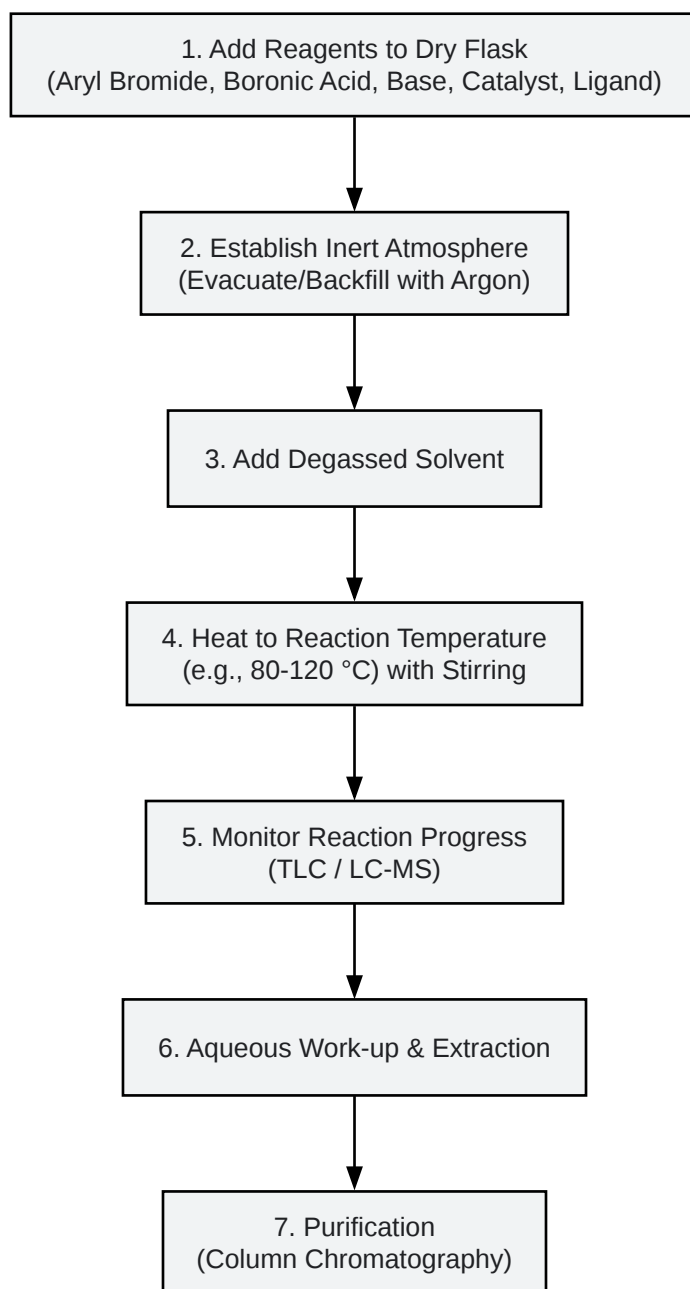 1. Add Reagents to Dry Flask
(Aryl Bromide, Boronic Acid, Base, Catalyst, Ligand)
2. Establish Inert Atmosphere
(Evacuate/Backfill with Argon)
3. Add Degassed Solvent
4. Heat to Reaction Temperature
(e.g., 80-120 °C) with Stirring
5. Monitor Reaction Progress
(TLC / LC-MS)
6. Aqueous Work-up & Extraction
7. Purification
(Column Chromatography)